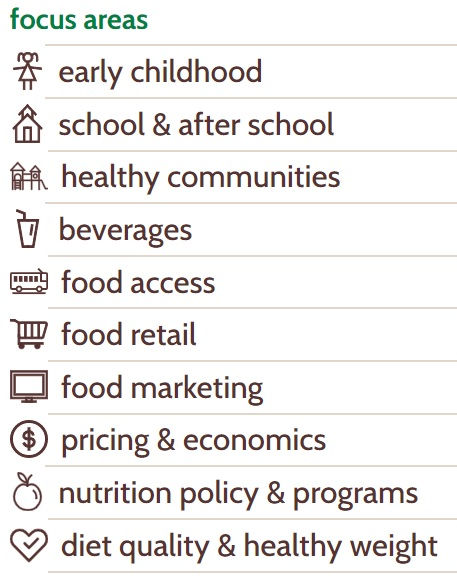 focus areas
early childhood
school & after school
healthy communities
beverages
food access
food retail
food marketing
$ pricing & economics
nutrition policy & programs
diet quality & healthy weight